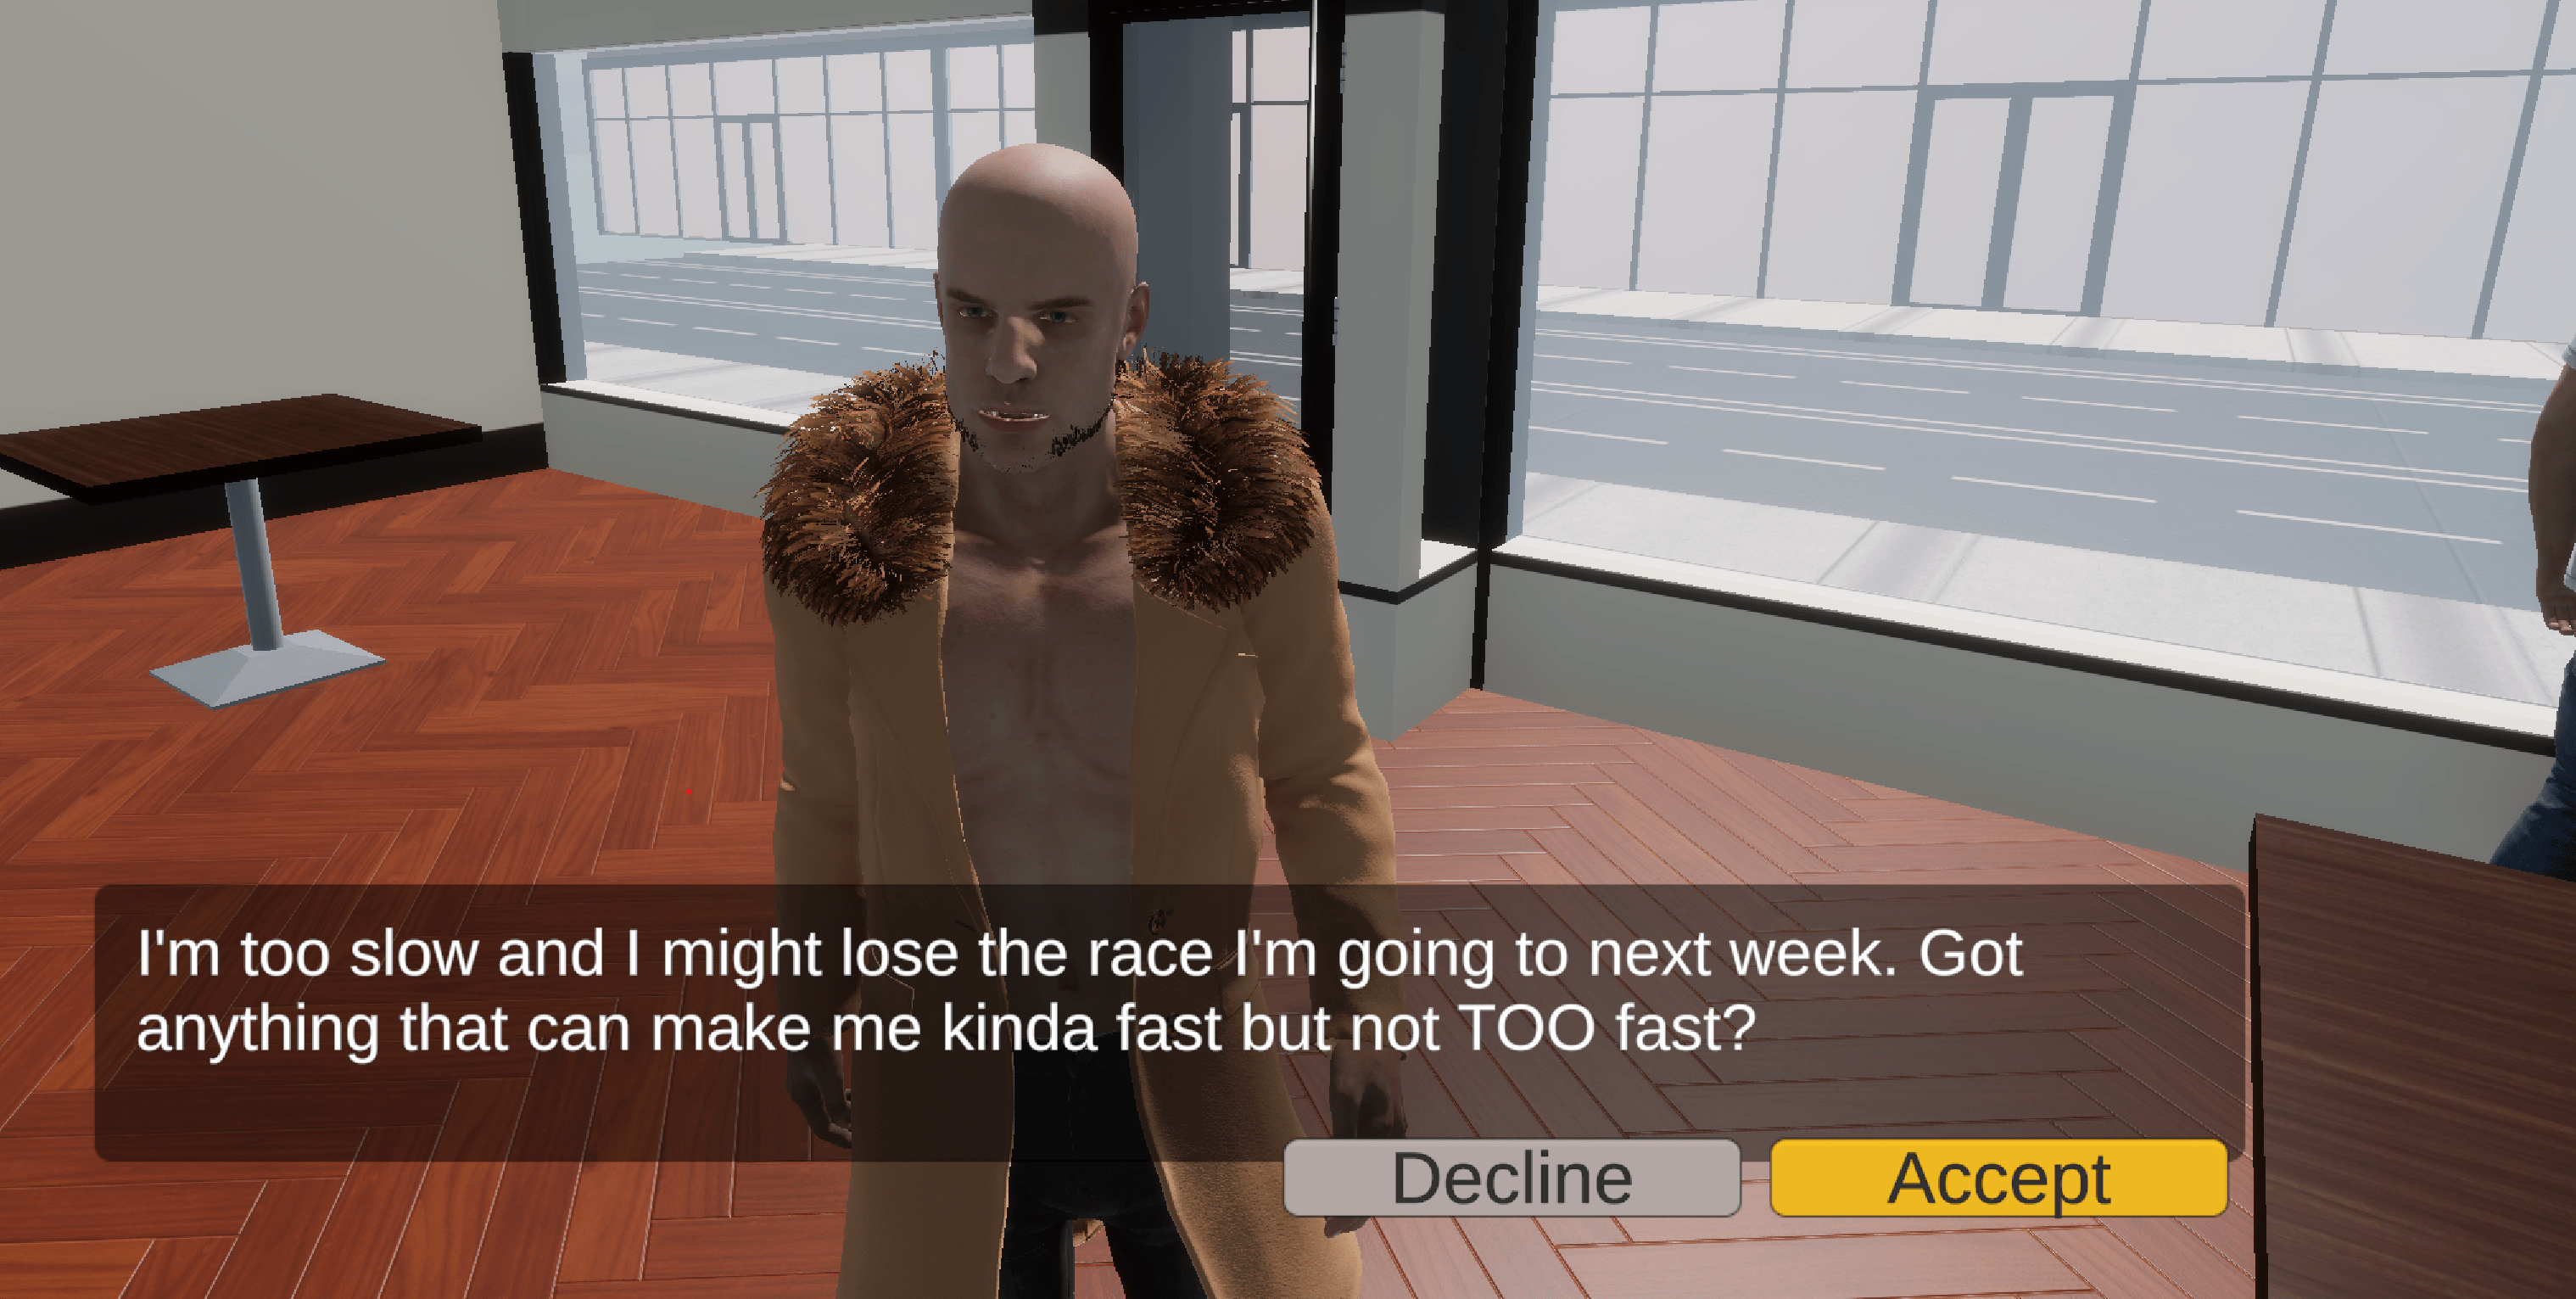 I'm too slow and I might lose the race I'm going to next week. Got
anything that can make me kinda fast but not TOO fast?
Decline
Accept